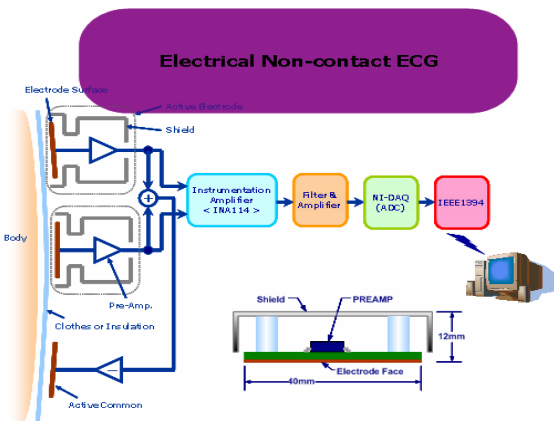 Electrical Non-contact ECG
Electrode Surface
Active Electrode
Shield
Instrumentation
Amplifier
< INA114 >
Filter &
Amplifier
NI-DAQ
(ADC)
IEEE1394
+
Body
Pre-Amp.
Clothes or Insulation
−
Active Common
Shield
PREAMP
12mm
Electrode Face
40mm